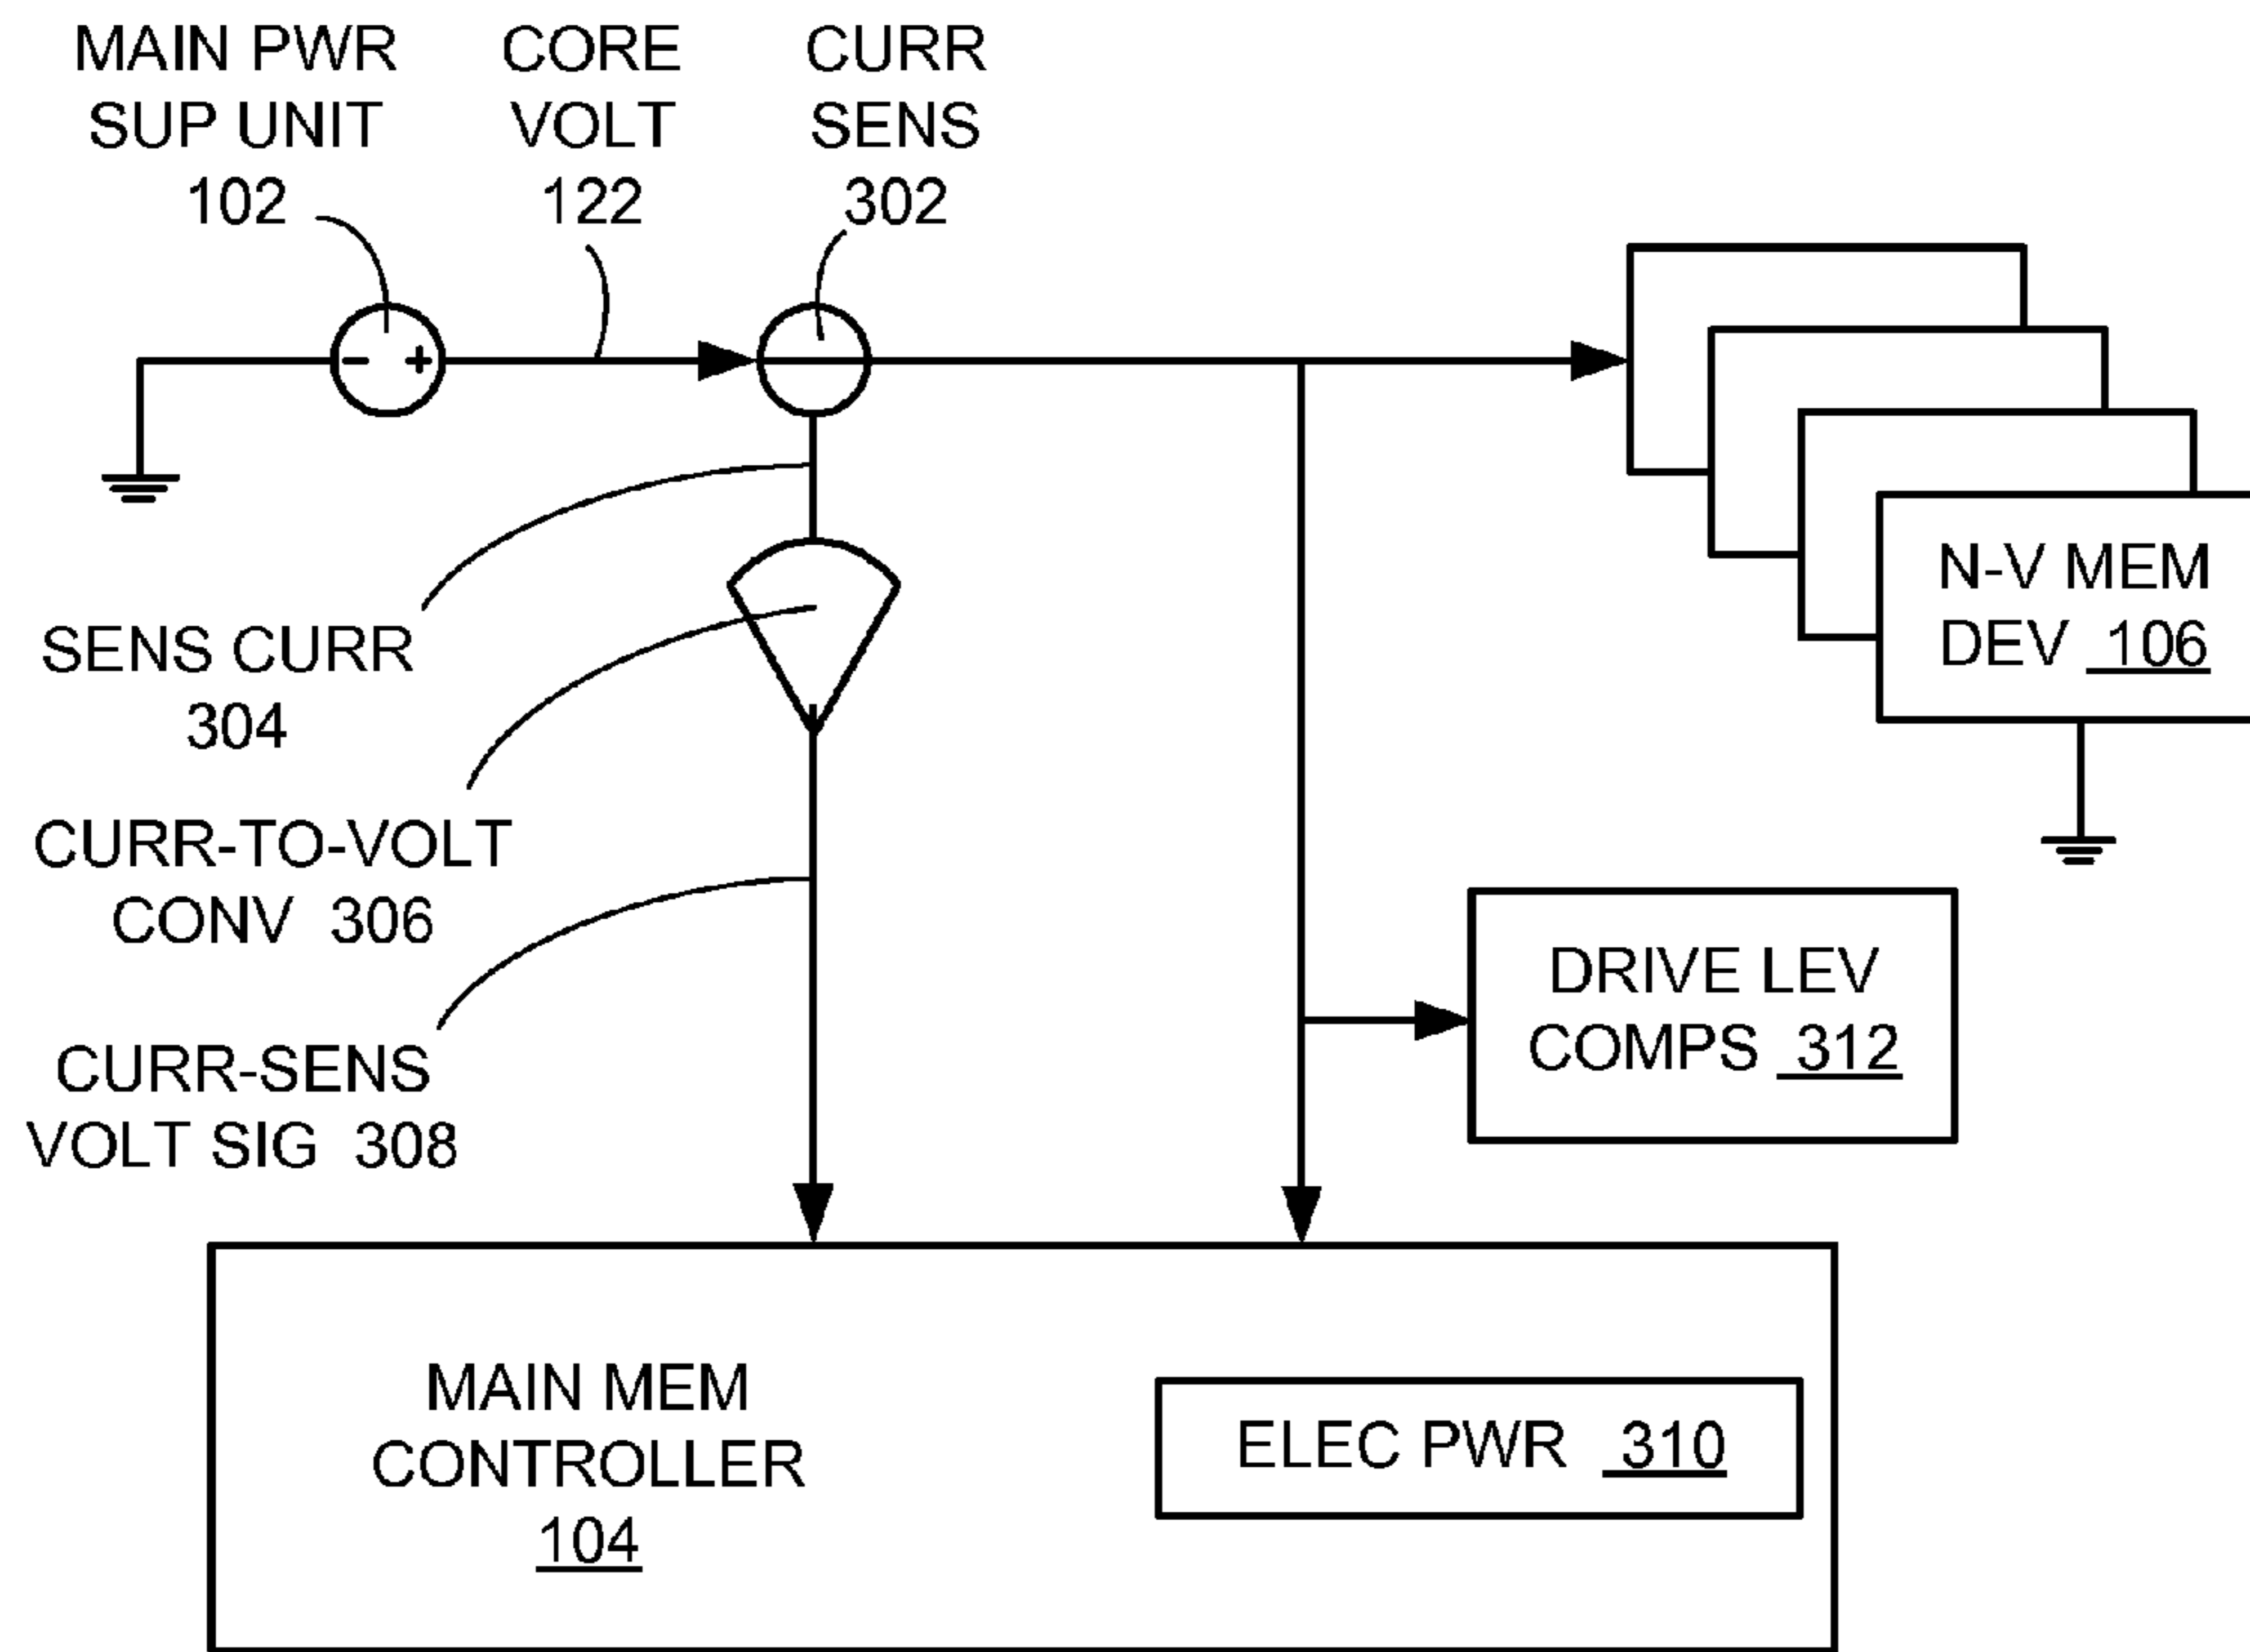 MAIN PWR
SUP UNIT
102
CORE
VOLT
122
CURR
SENS
302
- +
N-V MEM
DEV 106
SENS CURR
304
CURR-TO-VOLT
CONV 306
CURR-SENS
VOLT SIG 308
DRIVE LEV
COMPS 312
MAIN MEM
CONTROLLER
104
ELEC PWR 310